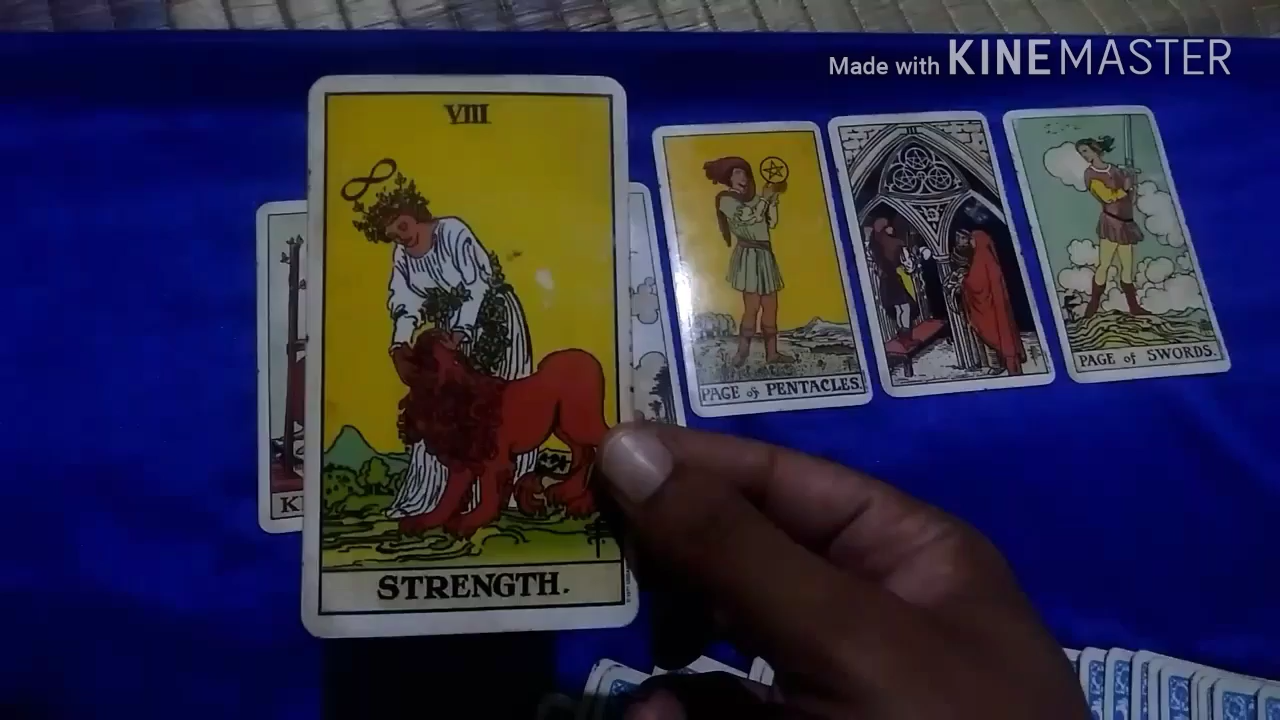 Made with KINEMASTER
VIII
STRENGTH.
PAGE of PENTACLES.
PAGE of SWORDS.